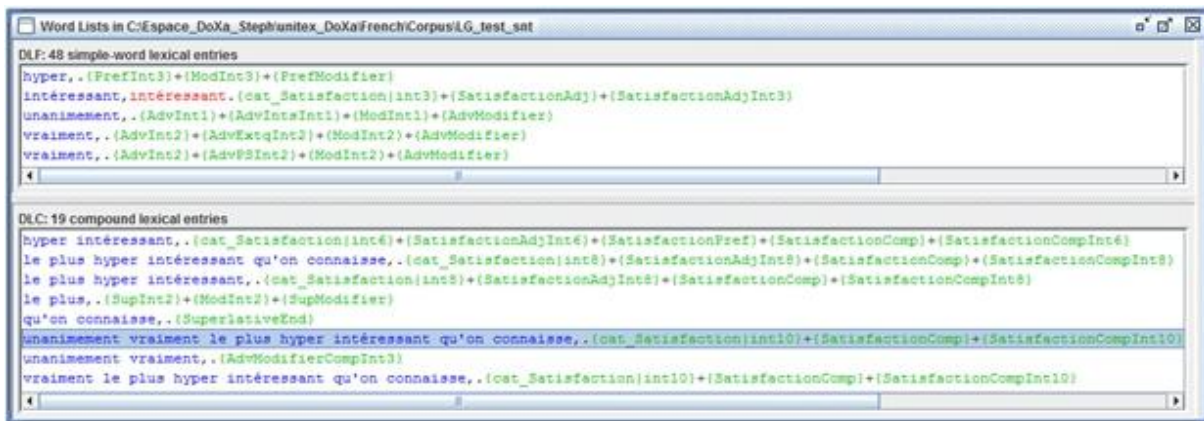 Word Lists in C:\Espace_DoXa_Steph\unitex_DoXa\French\Corpus\LG_test_snt
DLF: 48 simple-word lexical entries
hyper,.{PrefInt3}+{ModInt3}+{PrefModifier}
intéressant,intéressant.{cat_Satisfaction|int3}+{SatisfactionAdj}+{SatisfactionAdjInt3}
unanimement,.{AdvInt1}+{AdvIntsInt1}+{ModInt1}+{AdvModifier}
vraiment,.{AdvInt2}+{AdvExtqInt2}+{ModInt2}+{AdvModifier}
vraiment,.{AdvInt2}+{AdvPSInt2}+{ModInt2}+{AdvModifier}
DLC: 19 compound lexical entries
hyper intéressant,.{cat_Satisfaction|int6}+{SatisfactionAdjInt6}+{SatisfactionPref}+{SatisfactionComp}+{SatisfactionCompInt6}
le plus hyper intéressant qu'on connaisse,.{cat_Satisfaction|int8}+{SatisfactionAdjInt8}+{SatisfactionComp}+{SatisfactionCompInt8}
le plus hyper intéressant,.{cat_Satisfaction|int8}+{SatisfactionAdjInt8}+{SatisfactionComp}+{SatisfactionCompInt8}
le plus,.{SupInt2}+{ModInt2}+{SupModifier}
qu'on connaisse,.{SuperlativeEnd}
unanimement vraiment le plus hyper intéressant qu'on connaisse,.{cat_Satisfaction|int10}+{SatisfactionComp}+{SatisfactionCompInt10}
unanimement vraiment,.{AdvModifierCompInt3}
vraiment le plus hyper intéressant qu'on connaisse,.{cat_Satisfaction|int10}+{SatisfactionComp}+{SatisfactionCompInt10}